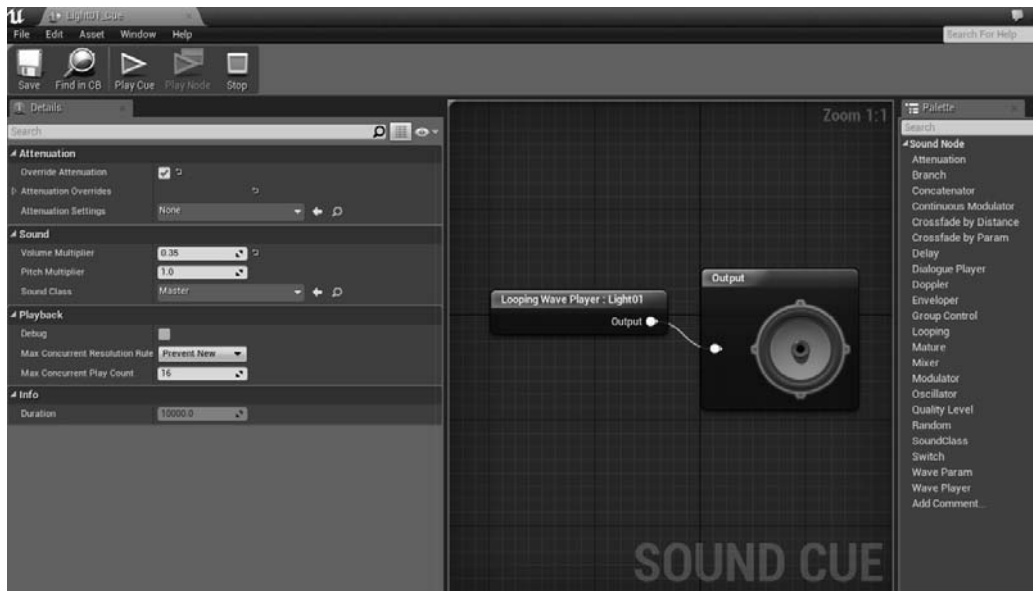 Light01_Cue
File Edit Asset Window Help
Search For Help
Save Find in CB Play Cue Play Node Stop
Details
Search
Attenuation
Override Attenuation
Attenuation Overrides
Attenuation Settings None
Sound
Volume Multiplier 0.35
Pitch Multiplier 1.0
Sound Class Master
Playback
Debug
Max Concurrent Resolution Rule Prevent New
Max Concurrent Play Count 16
Info
Duration 10000.0
Zoom 1:1
Looping Wave Player : Light01
Output
Output
SOUND CUE
Palette
Search
Sound Node
Attenuation
Branch
Concatenator
Continuous Modulator
Crossfade by Distance
Crossfade by Param
Delay
Dialogue Player
Doppler
Enveloper
Group Control
Looping
Mature
Mixer
Modulator
Oscillator
Quality Level
Random
SoundClass
Switch
Wave Param
Wave Player
Add Comment...